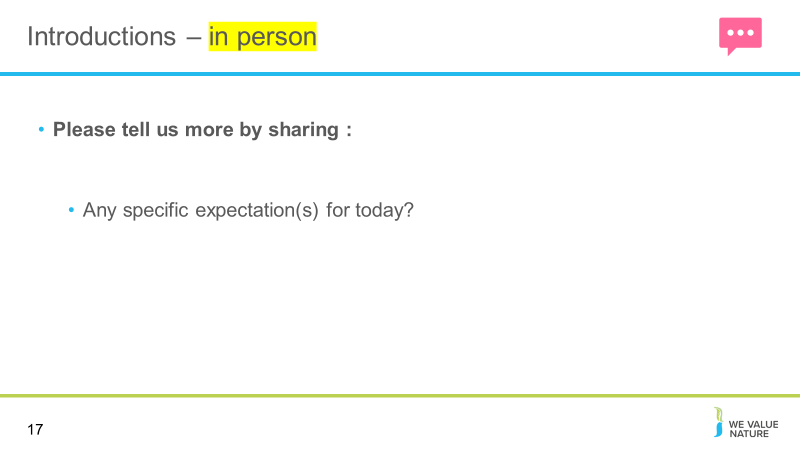 Introductions – in person
• Please tell us more by sharing :
• Any specific expectation(s) for today?
17
WE VALUE
NATURE